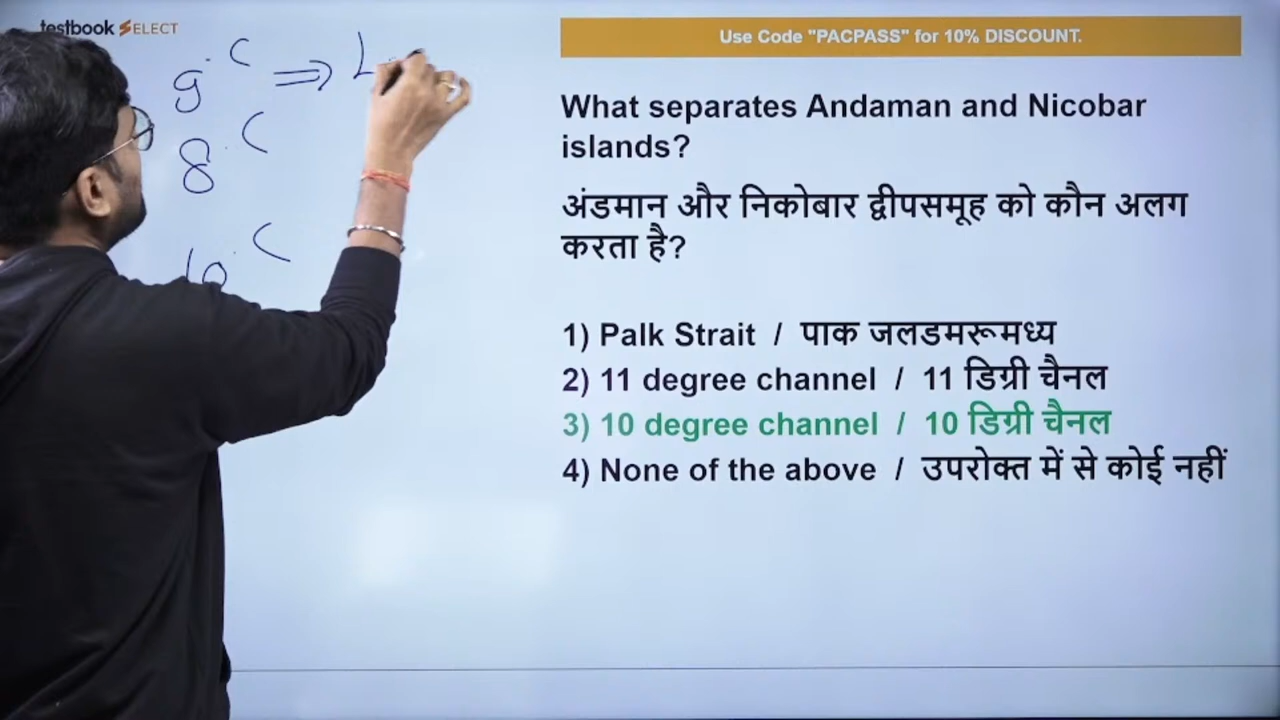 testbook SELECT
Use Code "PACPASS" for 10% DISCOUNT.
9° C ⇒ L
8° C
10° C
What separates Andaman and Nicobar
islands?
अंडमान और निकोबार द्वीपसमूह को कौन अलग
करता है?
1) Palk Strait / पाक जलडमरूमध्य
2) 11 degree channel / 11 डिग्री चैनल
3) 10 degree channel / 10 डिग्री चैनल
4) None of the above / उपरोक्त में से कोई नहीं